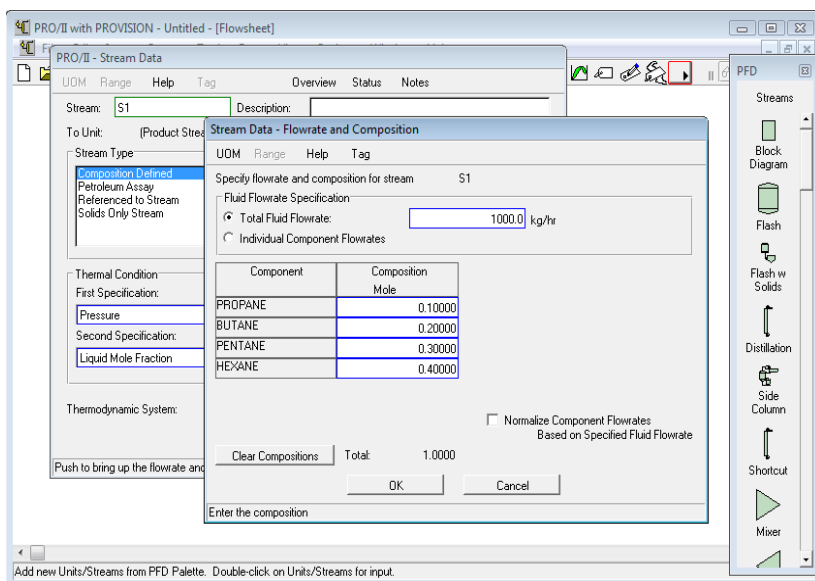 PRO/II with PROVISION - Untitled - [Flowsheet]
PRO/II - Stream Data
UOM Range Help Tag Overview Status Notes
Stream: S1 Description:
To Unit: (Product Strea
Stream Type
Composition Defined
Petroleum Assay
Referenced to Stream
Solids Only Stream
Thermal Condition
First Specification:
Pressure
Second Specification:
Liquid Mole Fraction
Thermodynamic System:
Push to bring up the flowrate and
Stream Data - Flowrate and Composition
UOM Range Help Tag
Specify flowrate and composition for stream S1
Fluid Flowrate Specification
Total Fluid Flowrate: 1000.0 kg/hr
Individual Component Flowrates
Component Composition
Mole
PROPANE 0.10000
BUTANE 0.20000
PENTANE 0.30000
HEXANE 0.40000
Normalize Component Flowrates
Based on Specified Fluid Flowrate
Clear Compositions Total: 1.0000
OK Cancel
Enter the composition
PFD
Streams
Block
Diagram
Flash
Flash w
Solids
Distillation
Side
Column
Shortcut
Mixer
Add new Units/Streams from PFD Palette. Double-click on Units/Streams for input.